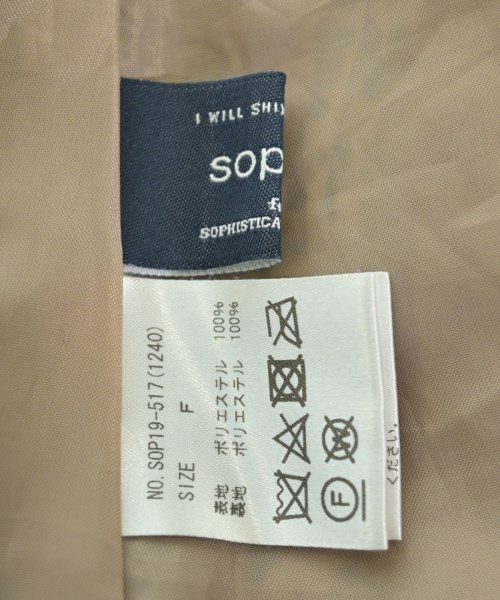 I WILL SHI
sop
SOPHISTICA
NO. SOP19-517(1240)
SIZE F
表地 ポリエステル 100%
裏地 ポリエステル 100%
W
F
ください。